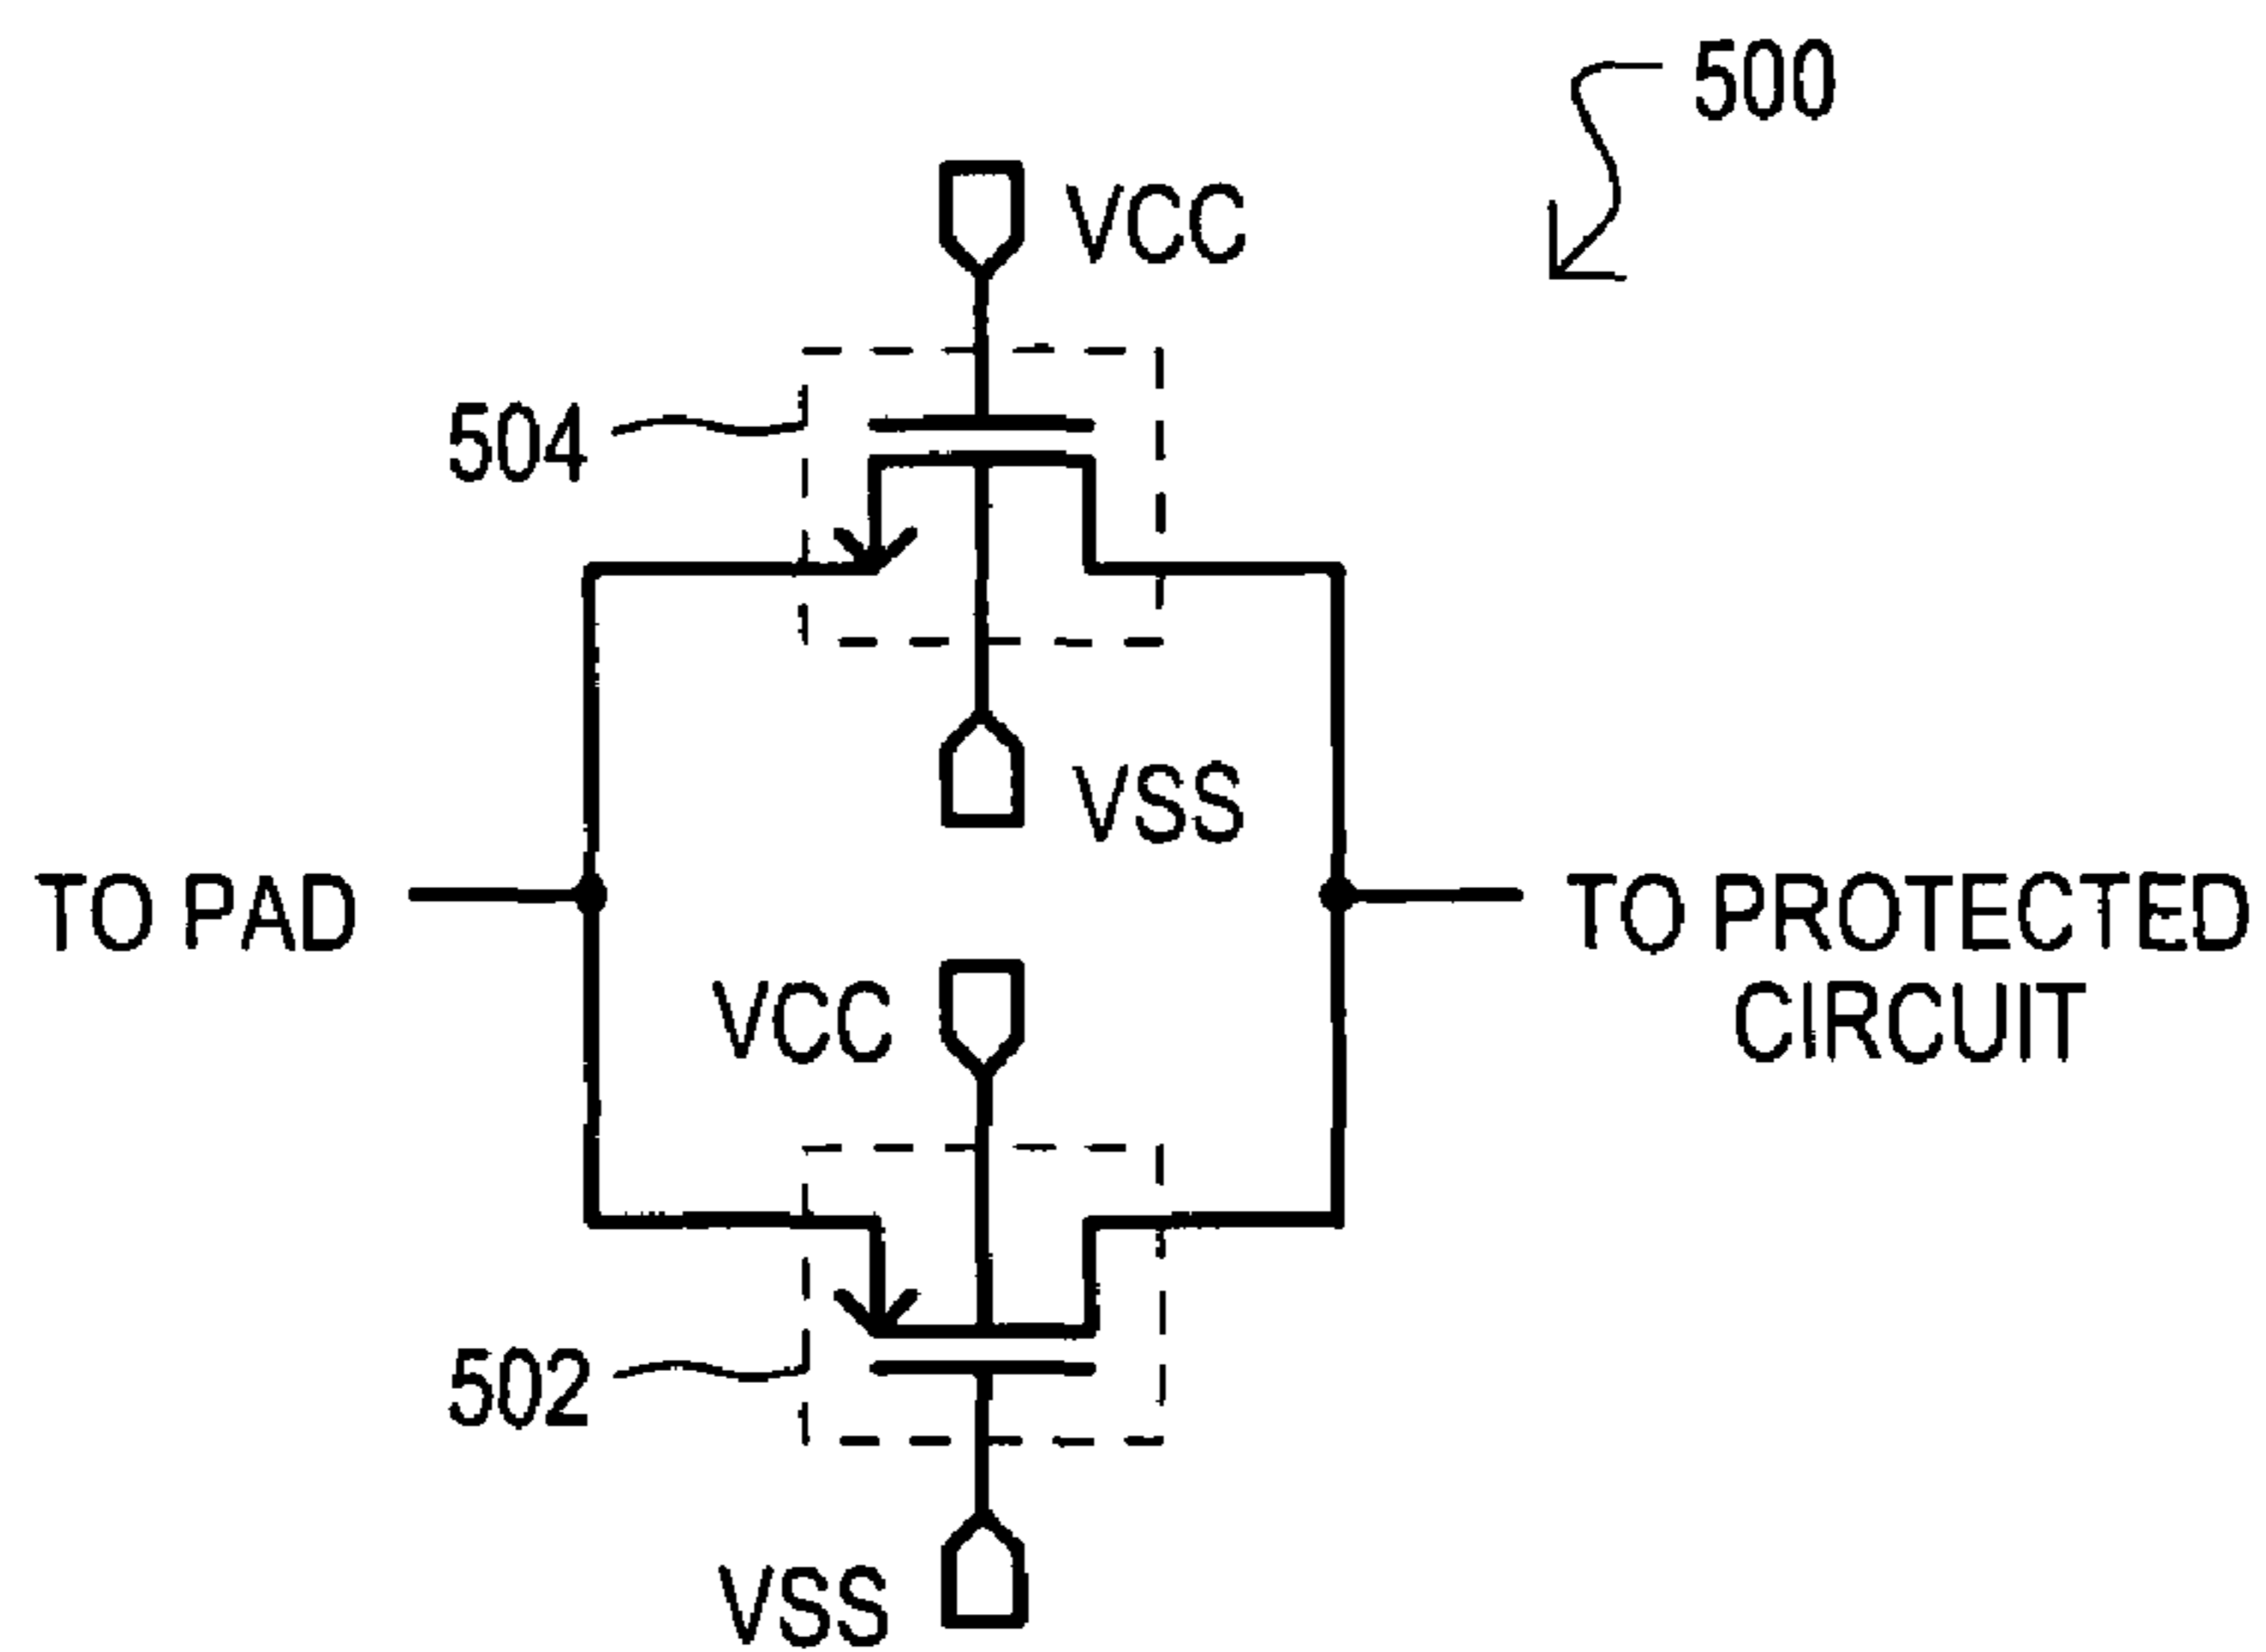 500
VCC
504
VSS
TO PAD
TO PROTECTED
CIRCUIT
VCC
502
VSS